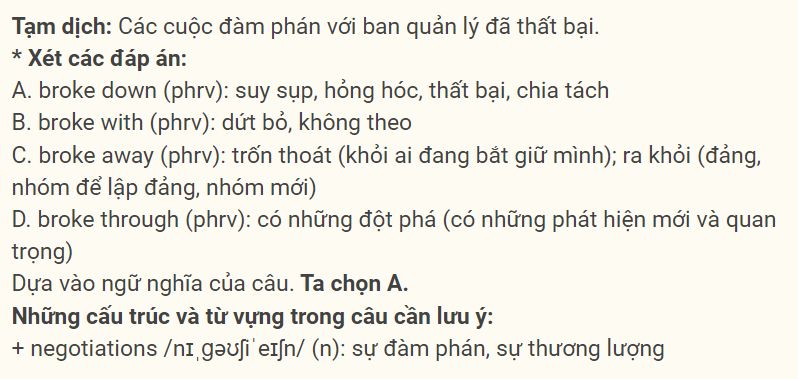 Tạm dịch: Các cuộc đàm phán với ban quản lý đã thất bại.
* Xét các đáp án:
A. broke down (phrv): suy sụp, hỏng hóc, thất bại, chia tách
B. broke with (phrv): dứt bỏ, không theo
C. broke away (phrv): trốn thoát (khỏi ai đang bắt giữ mình); ra khỏi (đảng,
nhóm để lập đảng, nhóm mới)
D. broke through (phrv): có những đột phá (có những phát hiện mới và quan
trọng)
Dựa vào ngữ nghĩa của câu. Ta chọn A.
Những cấu trúc và từ vựng trong câu cần lưu ý:
+ negotiations /nɪˌɡəʊʃiˈeɪʃn/ (n): sự đàm phán, sự thương lượng